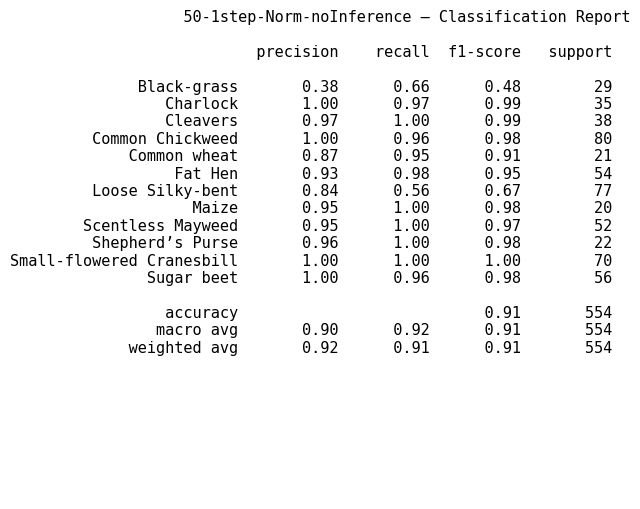 50-1step-Norm-noInference — Classification Report
precision recall f1-score support
Black-grass 0.38 0.66 0.48 29
Charlock 1.00 0.97 0.99 35
Cleavers 0.97 1.00 0.99 38
Common Chickweed 1.00 0.96 0.98 80
Common wheat 0.87 0.95 0.91 21
Fat Hen 0.93 0.98 0.95 54
Loose Silky-bent 0.84 0.56 0.67 77
Maize 0.95 1.00 0.98 20
Scentless Mayweed 0.95 1.00 0.97 52
Shepherd’s Purse 0.96 1.00 0.98 22
Small-flowered Cranesbill 1.00 1.00 1.00 70
Sugar beet 1.00 0.96 0.98 56
accuracy 0.91 554
macro avg 0.90 0.92 0.91 554
weighted avg 0.92 0.91 0.91 554